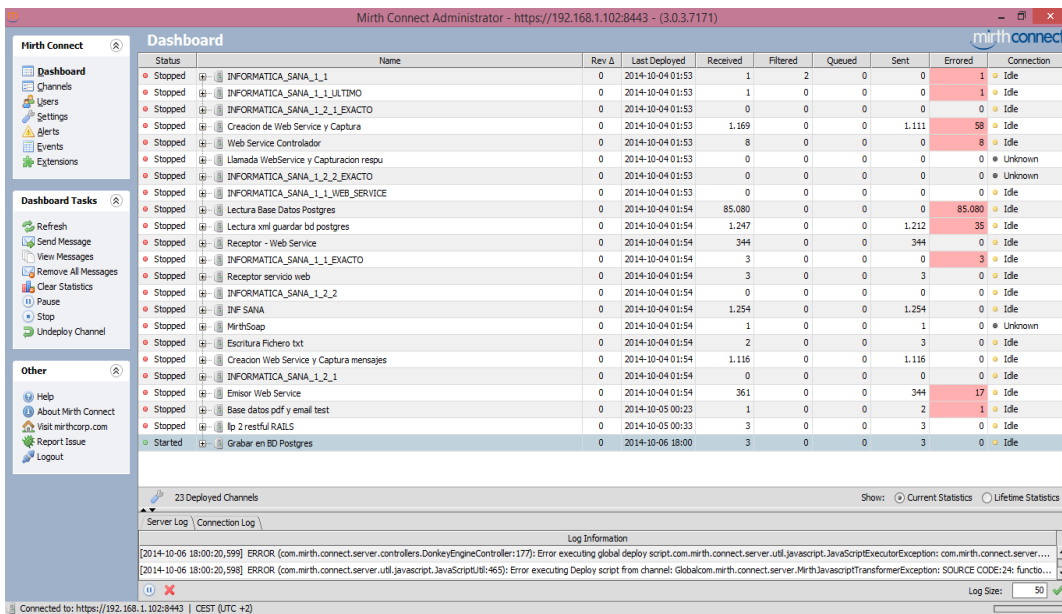 Mirth Connect Administrator - https://192.168.1.102:8443 - (3.0.3.7171)
Mirth Connect
Dashboard
Channels
Users
Settings
Alerts
Events
Extensions
Dashboard Tasks
Refresh
Send Message
View Messages
Remove All Messages
Clear Statistics
Pause
Stop
Undeploy Channel
Other
Help
About Mirth Connect
Visit mirthcorp.com
Report Issue
Logout
Dashboard
mirth connect
Status Name Rev Δ Last Deployed Received Filtered Queued Sent Errored Connection
Stopped INFORMATICA_SANA_1_1 0 2014-10-04 01:53 1 2 0 0 1 Idle
Stopped INFORMATICA_SANA_1_1_ULTIMO 0 2014-10-04 01:53 1 0 0 0 1 Idle
Stopped INFORMATICA_SANA_1_2_1_EXACTO 0 2014-10-04 01:53 0 0 0 0 0 Idle
Stopped Creacion de Web Service y Captura 0 2014-10-04 01:53 1.169 0 0 1.111 58 Idle
Stopped Web Service Controlador 0 2014-10-04 01:53 8 0 0 0 8 Idle
Stopped Llamada WebService y Capturacion respu 0 2014-10-04 01:53 0 0 0 0 0 Unknown
Stopped INFORMATICA_SANA_1_2_2_EXACTO 0 2014-10-04 01:53 0 0 0 0 0 Unknown
Stopped INFORMATICA_SANA_1_1_WEB_SERVICE 0 2014-10-04 01:53 0 0 0 0 0 Idle
Stopped Lectura Base Datos Postgres 0 2014-10-04 01:54 85.080 0 0 0 85.080 Idle
Stopped Lectura xml guardar bd postgres 0 2014-10-04 01:54 1.247 0 0 1.212 35 Idle
Stopped Receptor - Web Service 0 2014-10-04 01:54 344 0 0 344 0 Idle
Stopped INFORMATICA_SANA_1_1_EXACTO 0 2014-10-04 01:54 3 0 0 0 3 Idle
Stopped Receptor servicio web 0 2014-10-04 01:54 3 0 0 3 0 Idle
Stopped INFORMATICA_SANA_1_2_2 0 2014-10-04 01:54 0 0 0 0 0 Idle
Stopped INF SANA 0 2014-10-04 01:54 1.254 0 0 1.254 0 Idle
Stopped MirthSoap 0 2014-10-04 01:54 1 0 0 1 0 Unknown
Stopped Escritura Fichero txt 0 2014-10-04 01:54 2 0 0 3 0 Idle
Stopped Creacion Web Service y Captura mensajes 0 2014-10-04 01:54 1.116 0 0 1.116 0 Idle
Stopped INFORMATICA_SANA_1_2_1 0 2014-10-04 01:54 0 0 0 0 0 Idle
Stopped Emisor Web Service 0 2014-10-04 01:54 361 0 0 344 17 Idle
Stopped Base datos pdf y email test 0 2014-10-05 00:23 1 0 0 2 1 Idle
Stopped llp 2 restful RAILS 0 2014-10-05 00:33 3 0 0 3 0 Idle
Started Grabar en BD Postgres 0 2014-10-06 18:00 3 0 0 3 0 Idle
23 Deployed Channels Show: Current Statistics Lifetime Statistics
Server Log Connection Log
Log Information
[2014-10-06 18:00:20,599] ERROR (com.mirth.connect.server.controllers.DonkeyEngineController:177): Error executing global deploy script.com.mirth.connect.server.util.javascript.JavaScriptExecutorException: com.mirth.connect.server....
[2014-10-06 18:00:20,598] ERROR (com.mirth.connect.server.util.javascript.JavaScriptUtil:465): Error executing Deploy script from channel: Globalcom.mirth.connect.server.MirthJavascriptTransformerException: SOURCE CODE:24: functio...
Log Size: 50
Connected to: https://192.168.1.102:8443 | CEST (UTC +2)